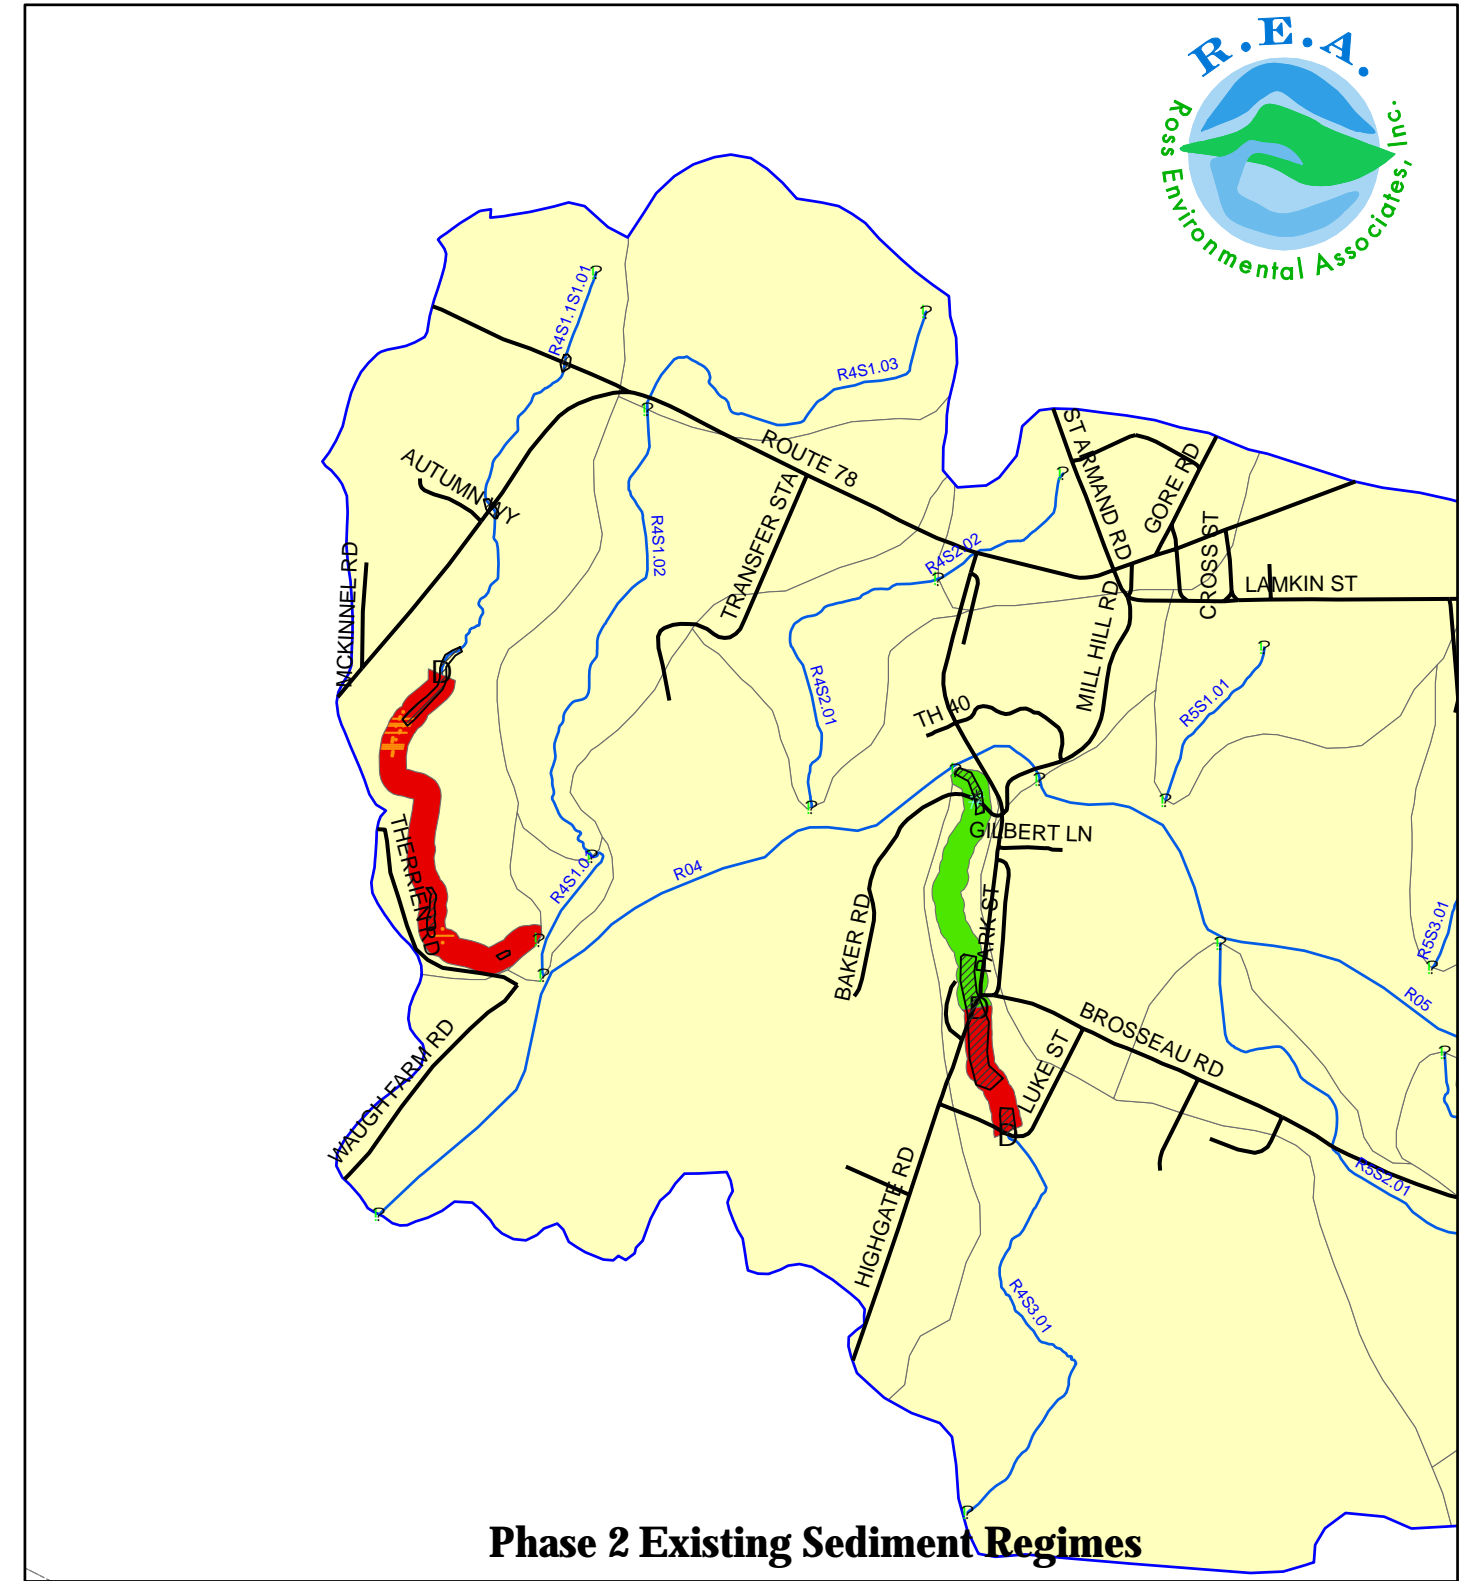 R.E.A.
Ross Environmental Associates, Inc.
R4S1.1S1.01
R4S1.03
ROUTE 78
AUTUMN WY
R4S1.02
TRANSFER STA
MCKINNEL RD
ST ARMAND RD
GORE RD
CROSS ST
LAMKIN ST
R4S2.02
MILL HILL RD
R4S2.01
R5S1.01
TH 40
D
GILBERT LN
THERRIEN RD
R4S1.01
R04
PARK ST
BAKER RD
R5S3.01
R05
D
BROSSEAU RD
LUKE ST
WAUGH FARM RD
D
HIGHGATE RD
R5S2.01
R4S3.01
Phase 2 Existing Sediment Regimes